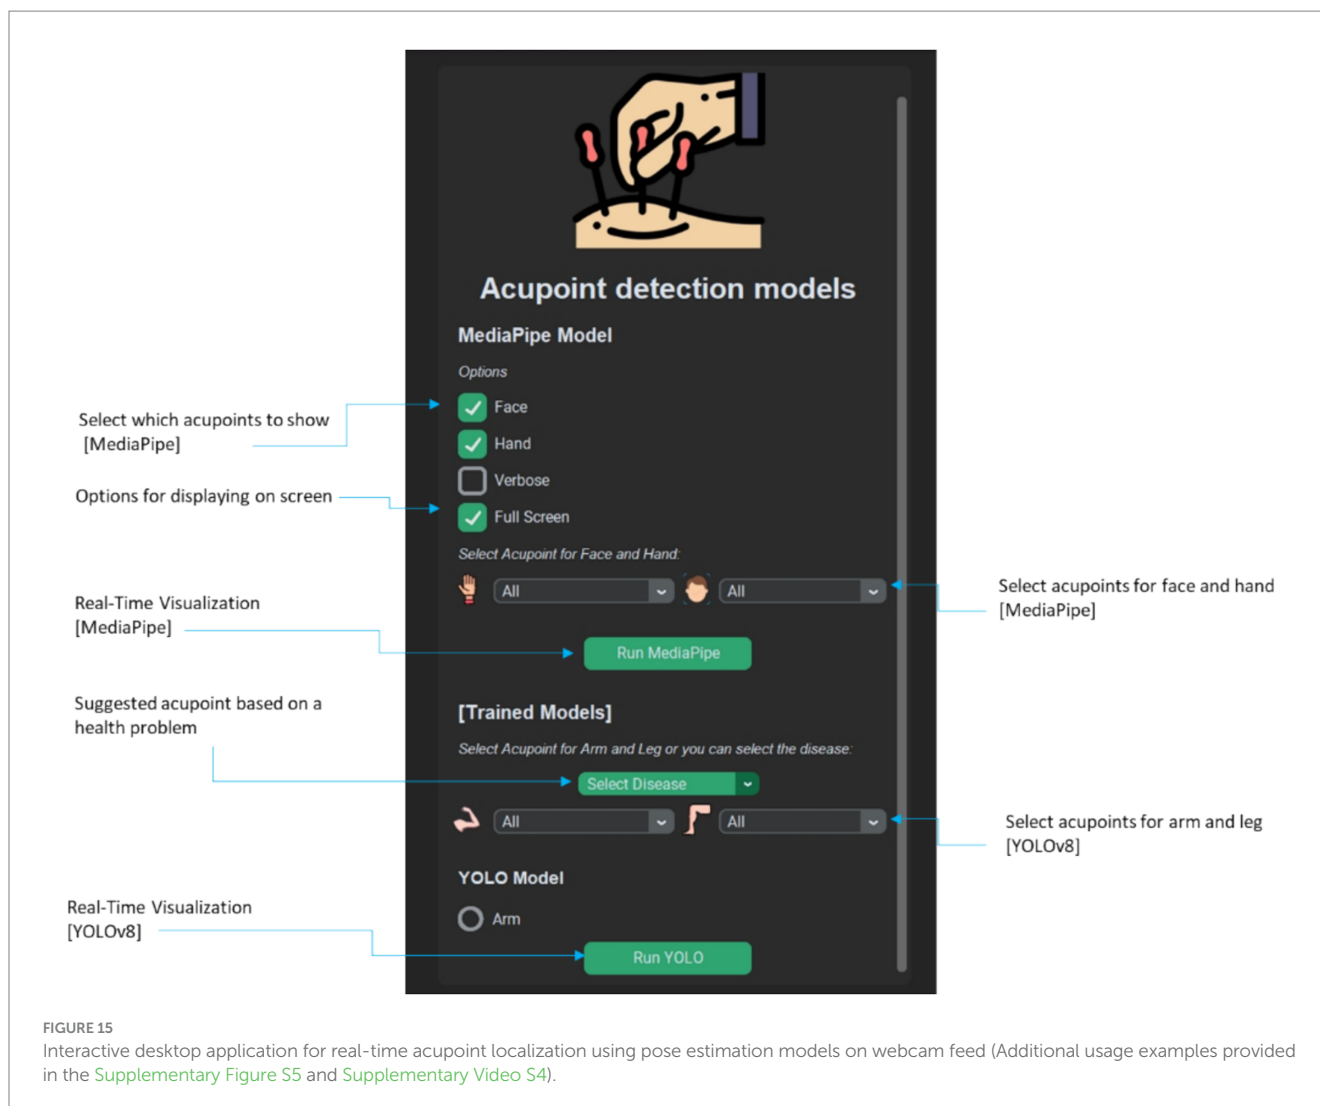 Acupoint detection models
MediaPipe Model
Options
Select which acupoints to show
[MediaPipe]
Face
Hand
Verbose
Options for displaying on screen
Full Screen
Select Acupoint for Face and Hand:
All
All
Select acupoints for face and hand
[MediaPipe]
Real-Time Visualization
[MediaPipe]
Run MediaPipe
Suggested acupoint based on a
health problem
[Trained Models]
Select Acupoint for Arm and Leg or you can select the disease:
Select Disease
All
All
Select acupoints for arm and leg
[YOLOv8]
YOLO Model
Arm
Real-Time Visualization
[YOLOv8]
Run YOLO
FIGURE 15
Interactive desktop application for real-time acupoint localization using pose estimation models on webcam feed (Additional usage examples provided
in the Supplementary Figure S5 and Supplementary Video S4).